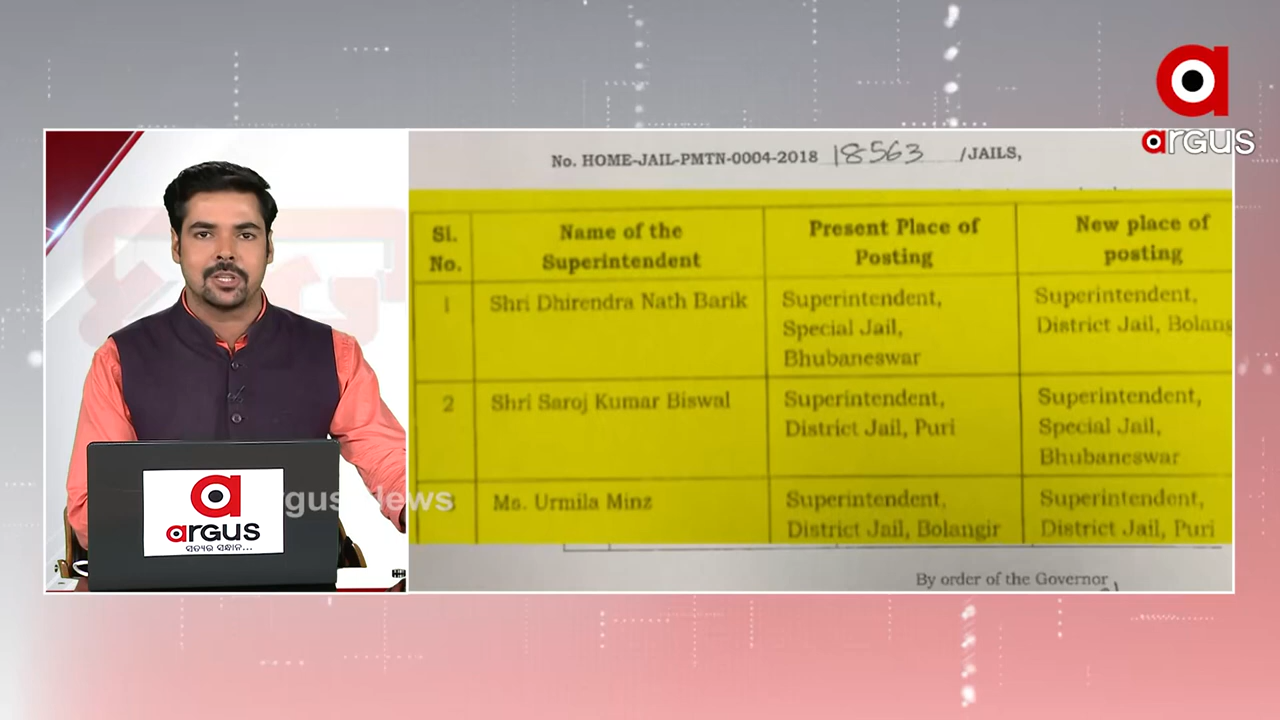 argus
No. HOME-JAIL-PMTN-0004-2018 18563 /JAILS,
Sl. No. Name of the Superintendent Present Place of Posting New place of posting
1 Shri Dhirendra Nath Barik Superintendent, Special Jail, Bhubaneswar Superintendent, District Jail, Bolang
2 Shri Saroj Kumar Biswal Superintendent, District Jail, Puri Superintendent, Special Jail, Bhubaneswar
Ms. Urmila Minz Superintendent, District Jail, Bolangir Superintendent, District Jail, Puri
By order of the Governor
argus
ସତ୍ୟର ସନ୍ଧାନ...